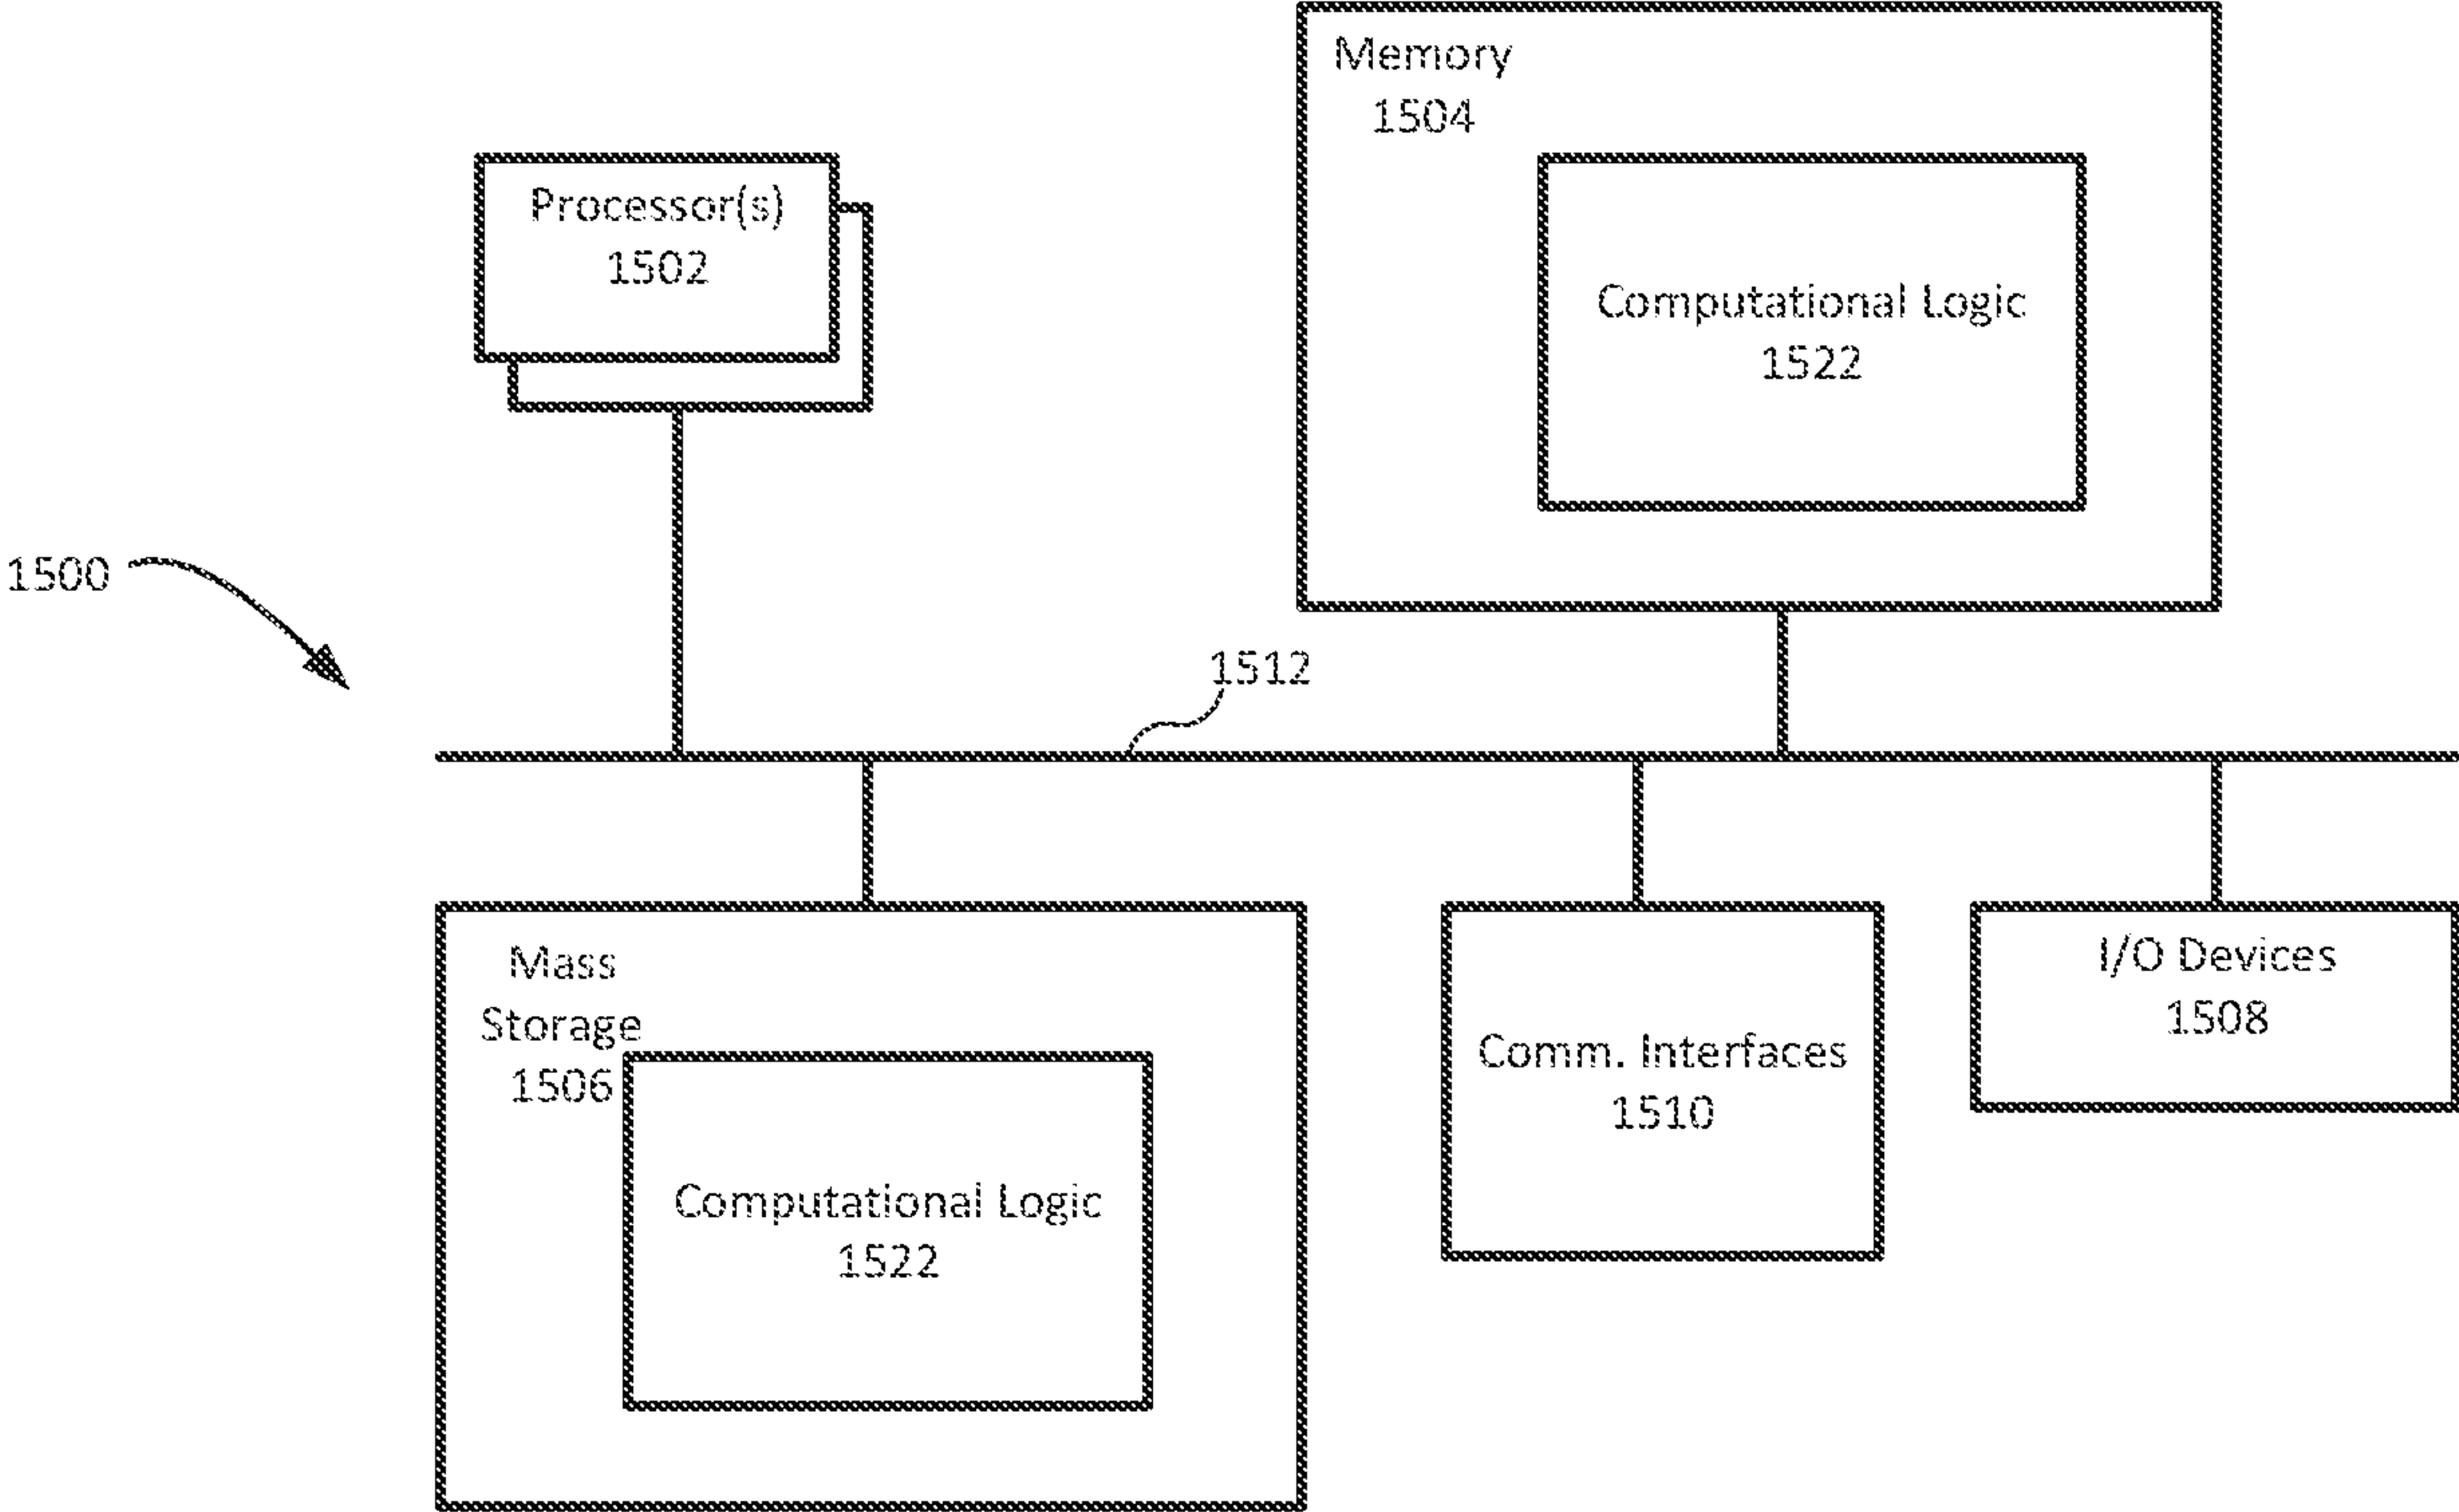 Memory
1504
Processor(s)
1502
Computational Logic
1522
1500
1512
Mass
Storage
1506
Computational Logic
1522
Comm. Interfaces
1510
I/O Devices
1508